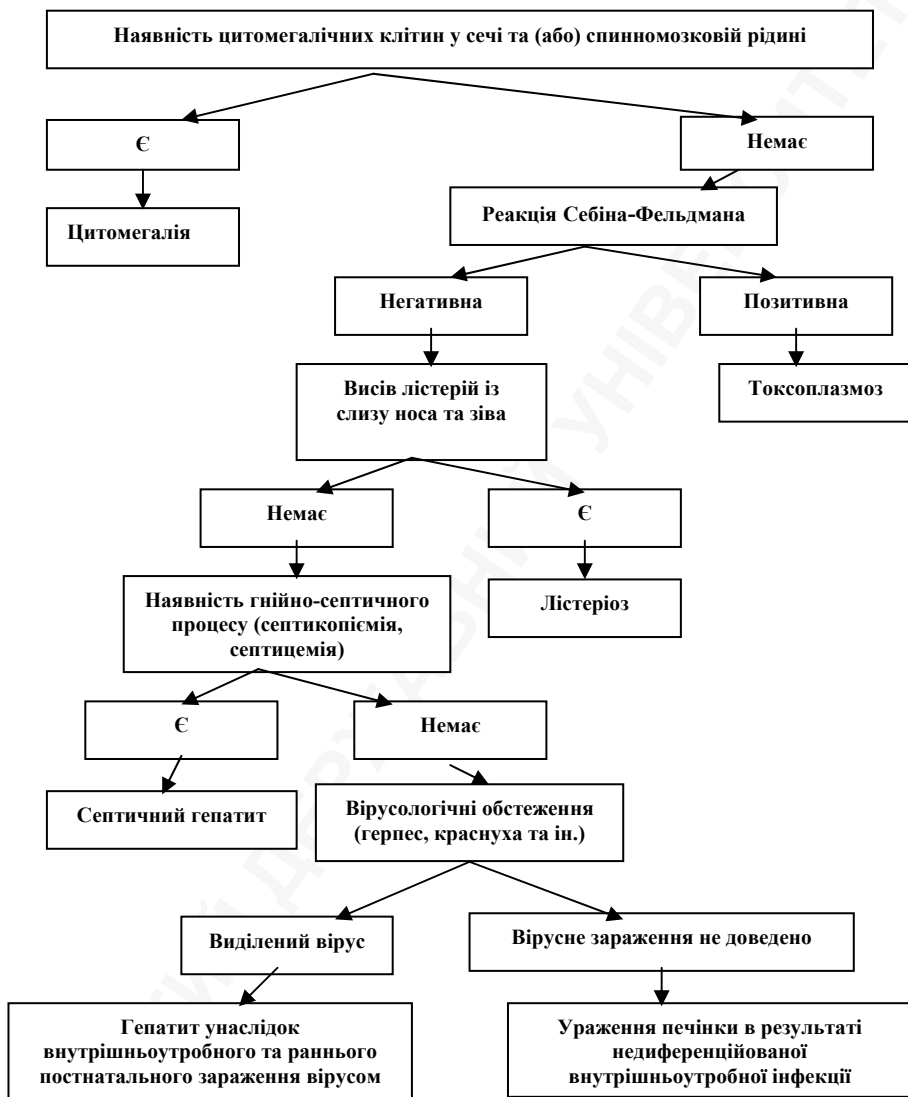 Наявність цитомегалічних клітин у сечі та (або) спинномозковій рідині
Є
Немає
Цитомегалія
Реакція Себіна-Фельдмана
Негативна
Позитивна
Висів лістерій із
слизу носа та зіва
Токсоплазмоз
Немає
Є
Наявність гнійно-септичного
процесу (септикопіємія,
септицемія)
Лістеріоз
Є
Немає
Септичний гепатит
Вірусологічні обстеження
(герпес, краснуха та ін.)
Виділений вірус
Вірусне зараження не доведено
Гепатит унаслідок
внутрішньоутробного та раннього
постнатального зараження вірусом
Ураження печінки в результаті
недиференційованої
внутрішньоутробної інфекції